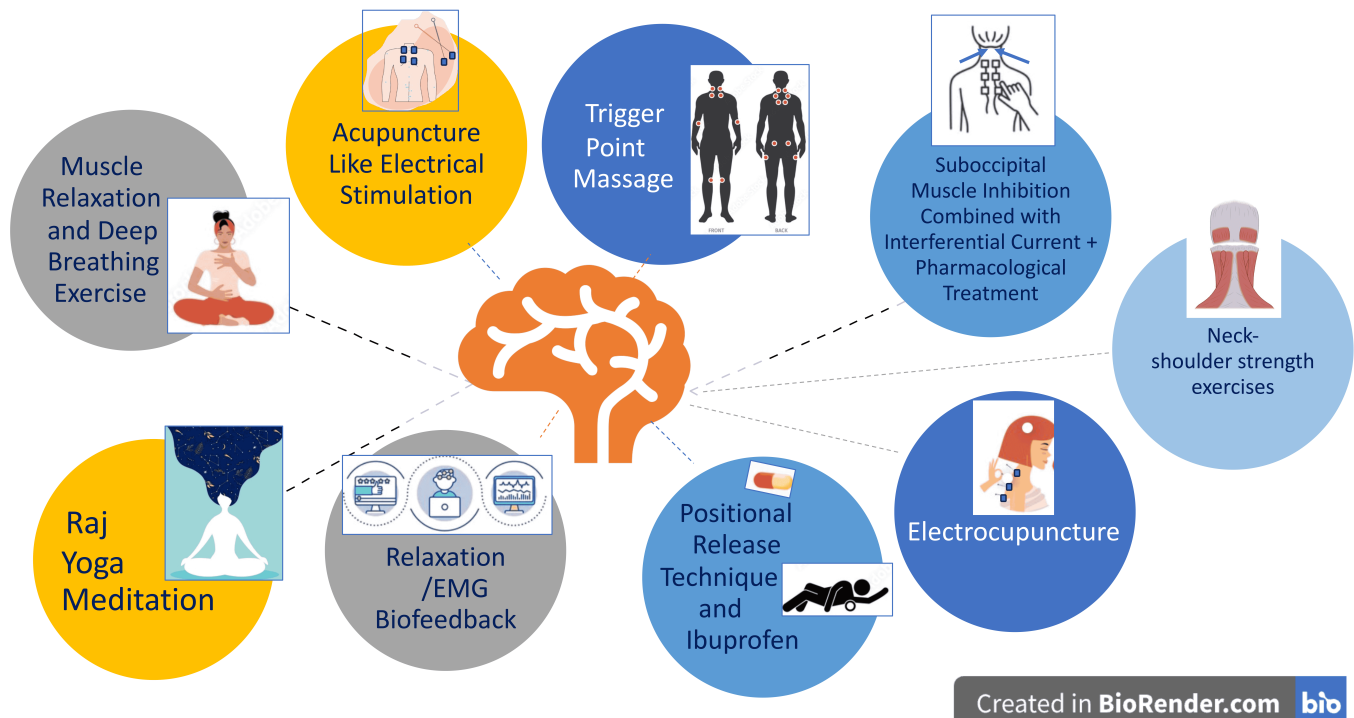 Muscle
Relaxation
and Deep
Breathing
Exercise
Acupuncture
Like Electrical
Stimulation
Trigger
Point
Massage
FRONT
BACK
Suboccipital
Muscle Inhibition
Combined with
Interferential Current +
Pharmacological
Treatment
Neck-
shoulder strength
exercises
Raj
Yoga
Meditation
Relaxation
/EMG
Biofeedback
Positional
Release
Technique
and
Ibuprofen
Electrocupuncture
Created in BioRender.com bio